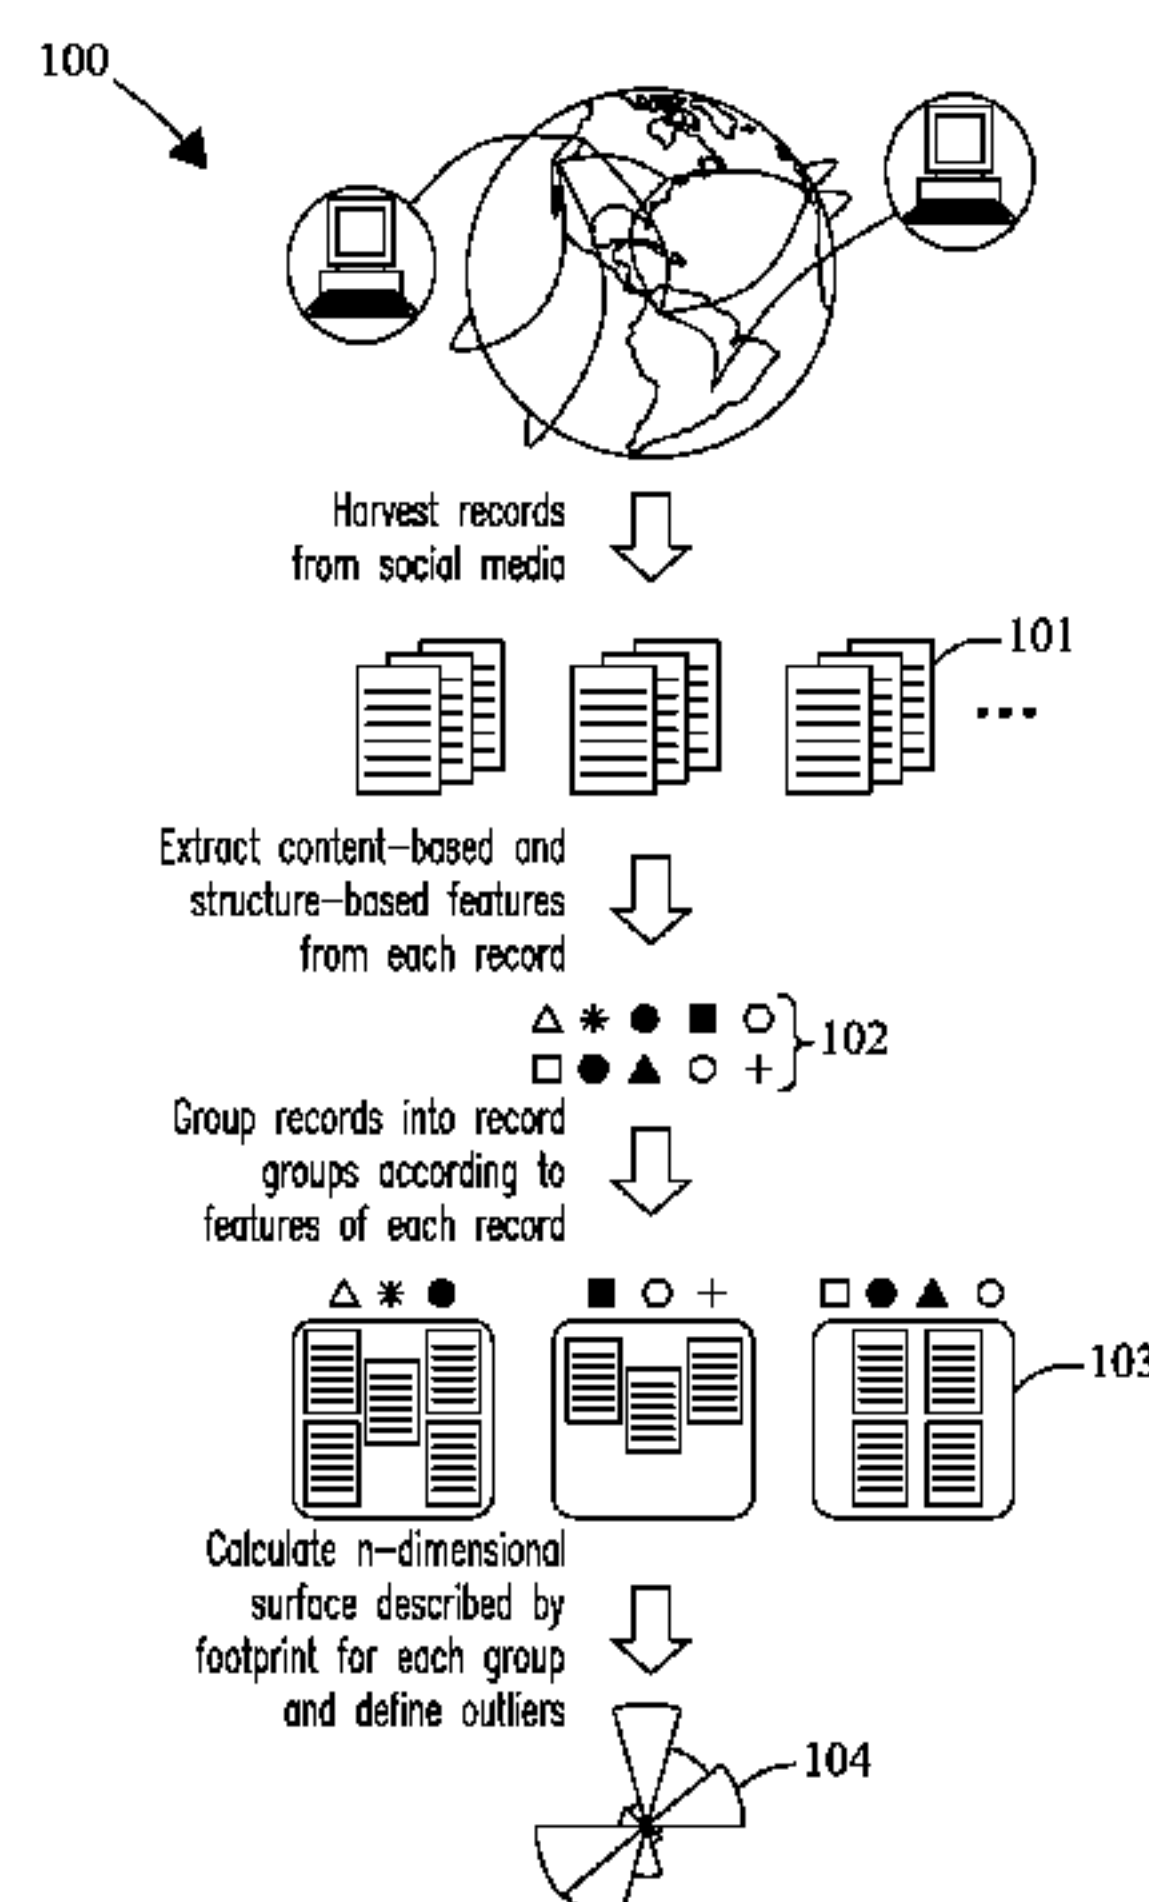 100
Harvest records
from social media
101
Extract content-based and
structure-based features
from each record
102
Group records into record
groups according to
features of each record
103
Calculate n-dimensional
surface described by
footprint for each group
and define outliers
104